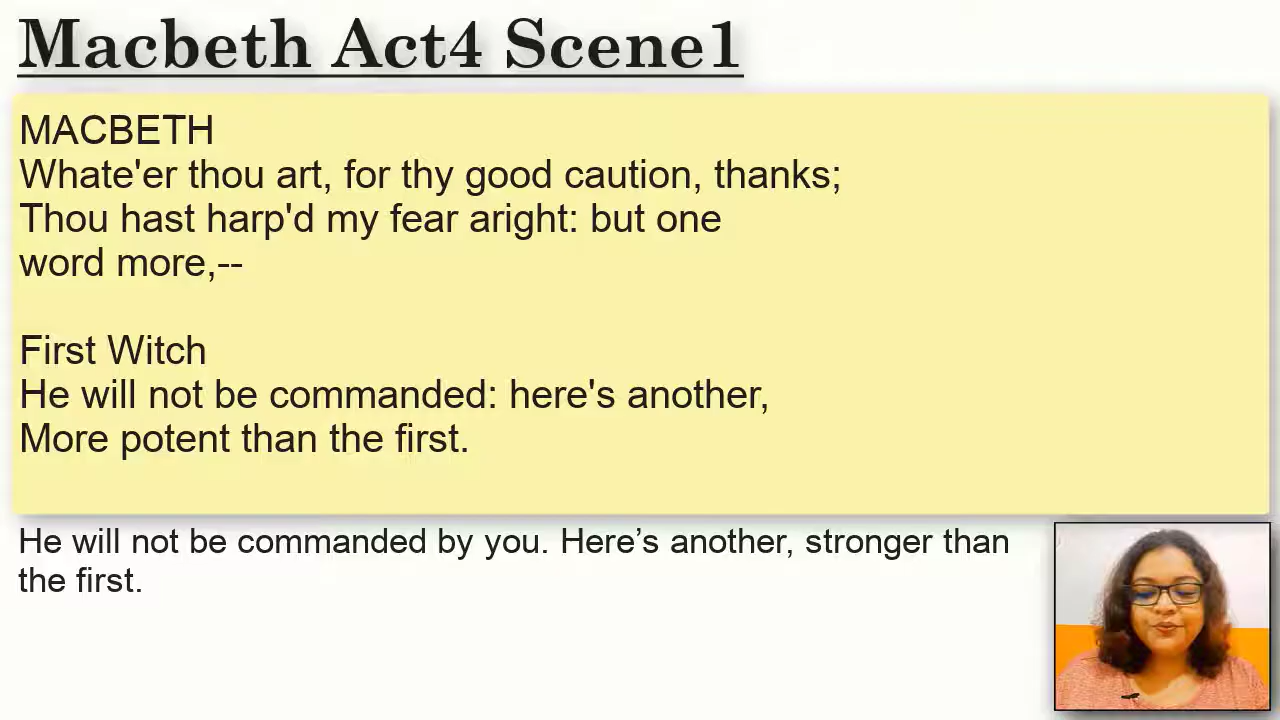 Macbeth Act4 Scene1
MACBETH
Whate'er thou art, for thy good caution, thanks;
Thou hast harp'd my fear aright: but one
word more,--
First Witch
He will not be commanded: here's another,
More potent than the first.
He will not be commanded by you. Here’s another, stronger than
the first.